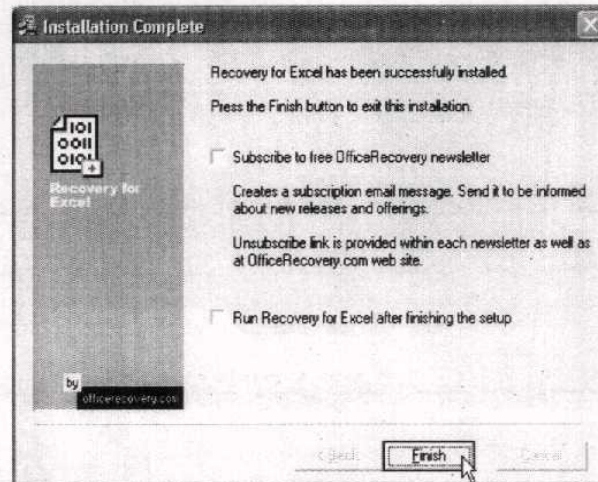 Installation Complete
Recovery for Excel has been successfully installed.
Press the Finish button to exit this installation.
Subscribe to free OfficeRecovery newsletter
Creates a subscription email message. Send it to be informed
about new releases and offerings.
Unsubscribe link is provided within each newsletter as well as
at OfficeRecovery.com web site.
Run Recovery for Excel after finishing the setup
Recovery for
Excel
by
officerecovery.com
< Back
Finish
Cancel